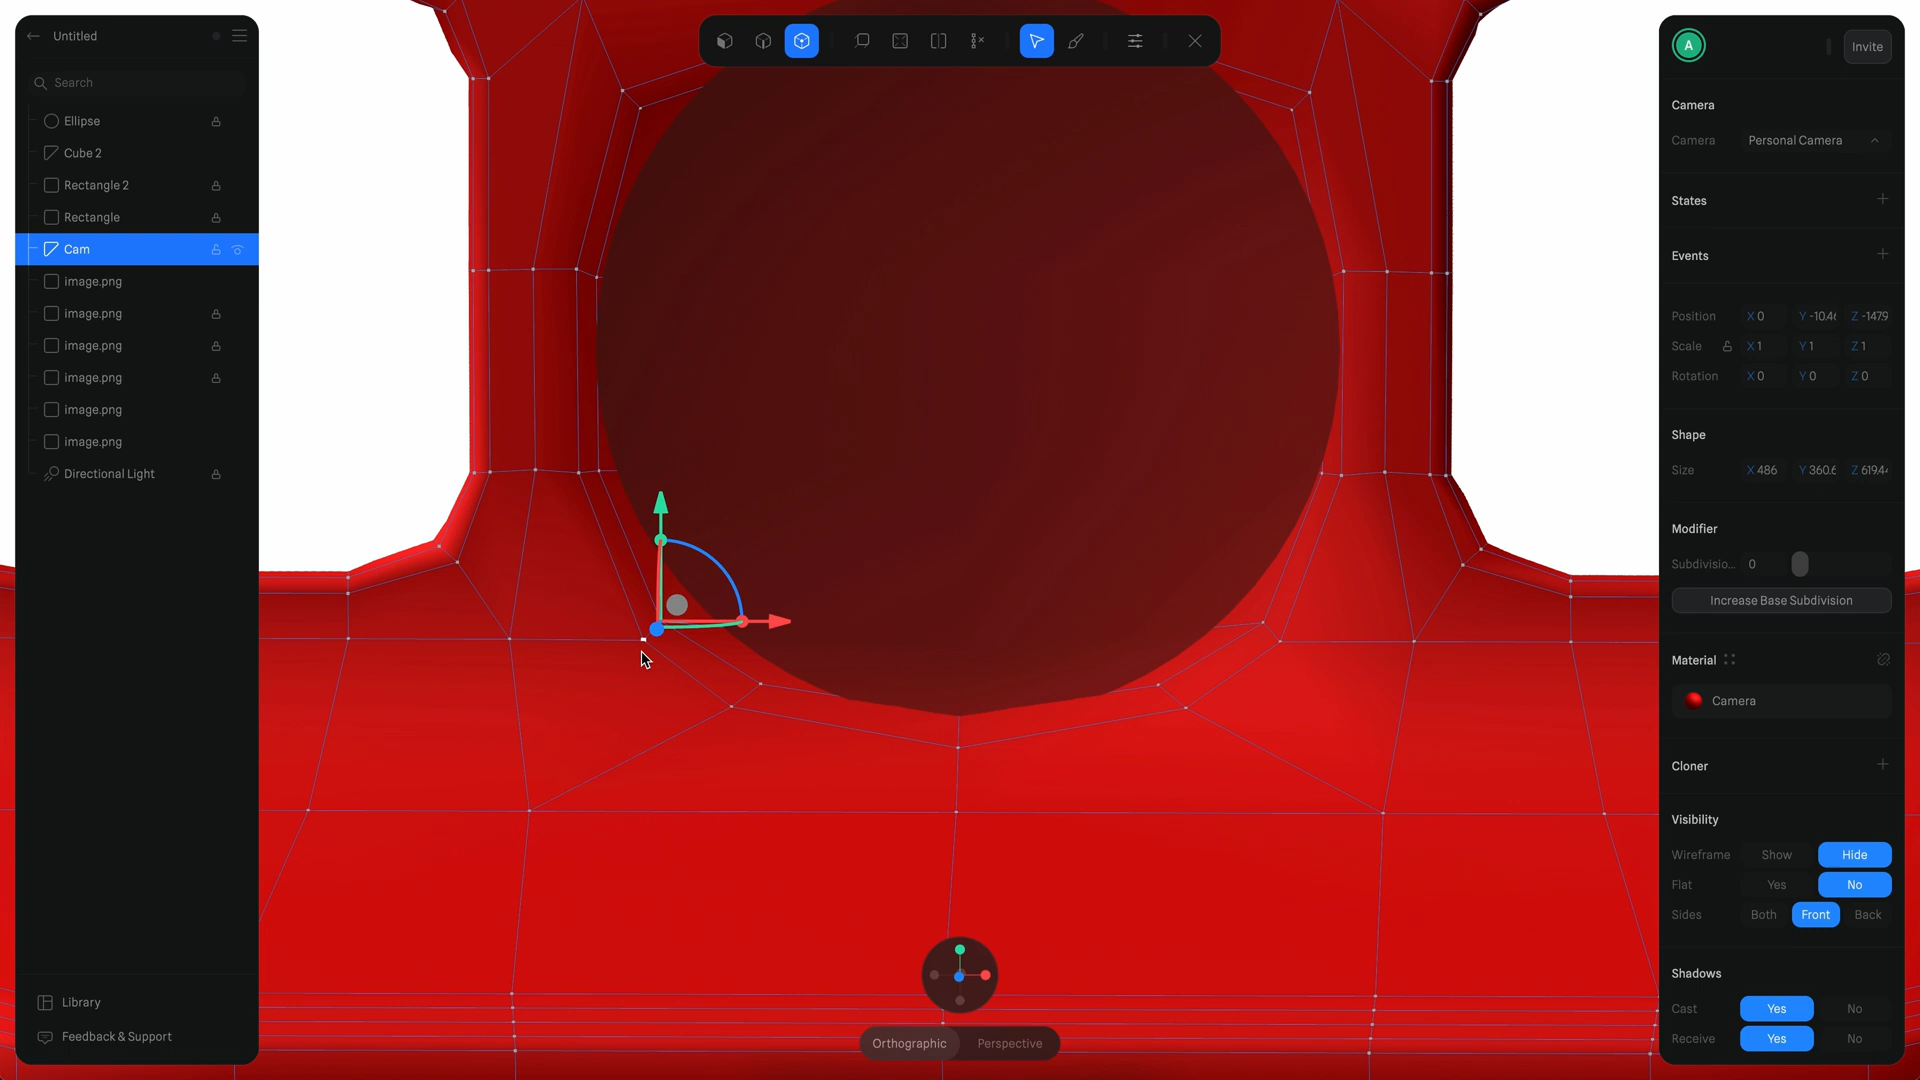 Untitled
Search
Ellipse
Cube 2
Rectangle 2
Rectangle
Cam
image.png
image.png
image.png
image.png
image.png
image.png
Directional Light
Library
Feedback & Support
Orthographic
Perspective
A
Invite
Camera
Camera Personal Camera
States
Events
Position X 0 Y -10.4 Z -147.9
Scale X 1 Y 1 Z 1
Rotation X 0 Y 0 Z 0
Shape
Size X 486 Y 360.6 Z 619.4
Modifier
Subdivisio... 0
Increase Base Subdivision
Material
Camera
Cloner
Visibility
Wireframe Show Hide
Flat Yes No
Sides Both Front Back
Shadows
Cast Yes No
Receive Yes No